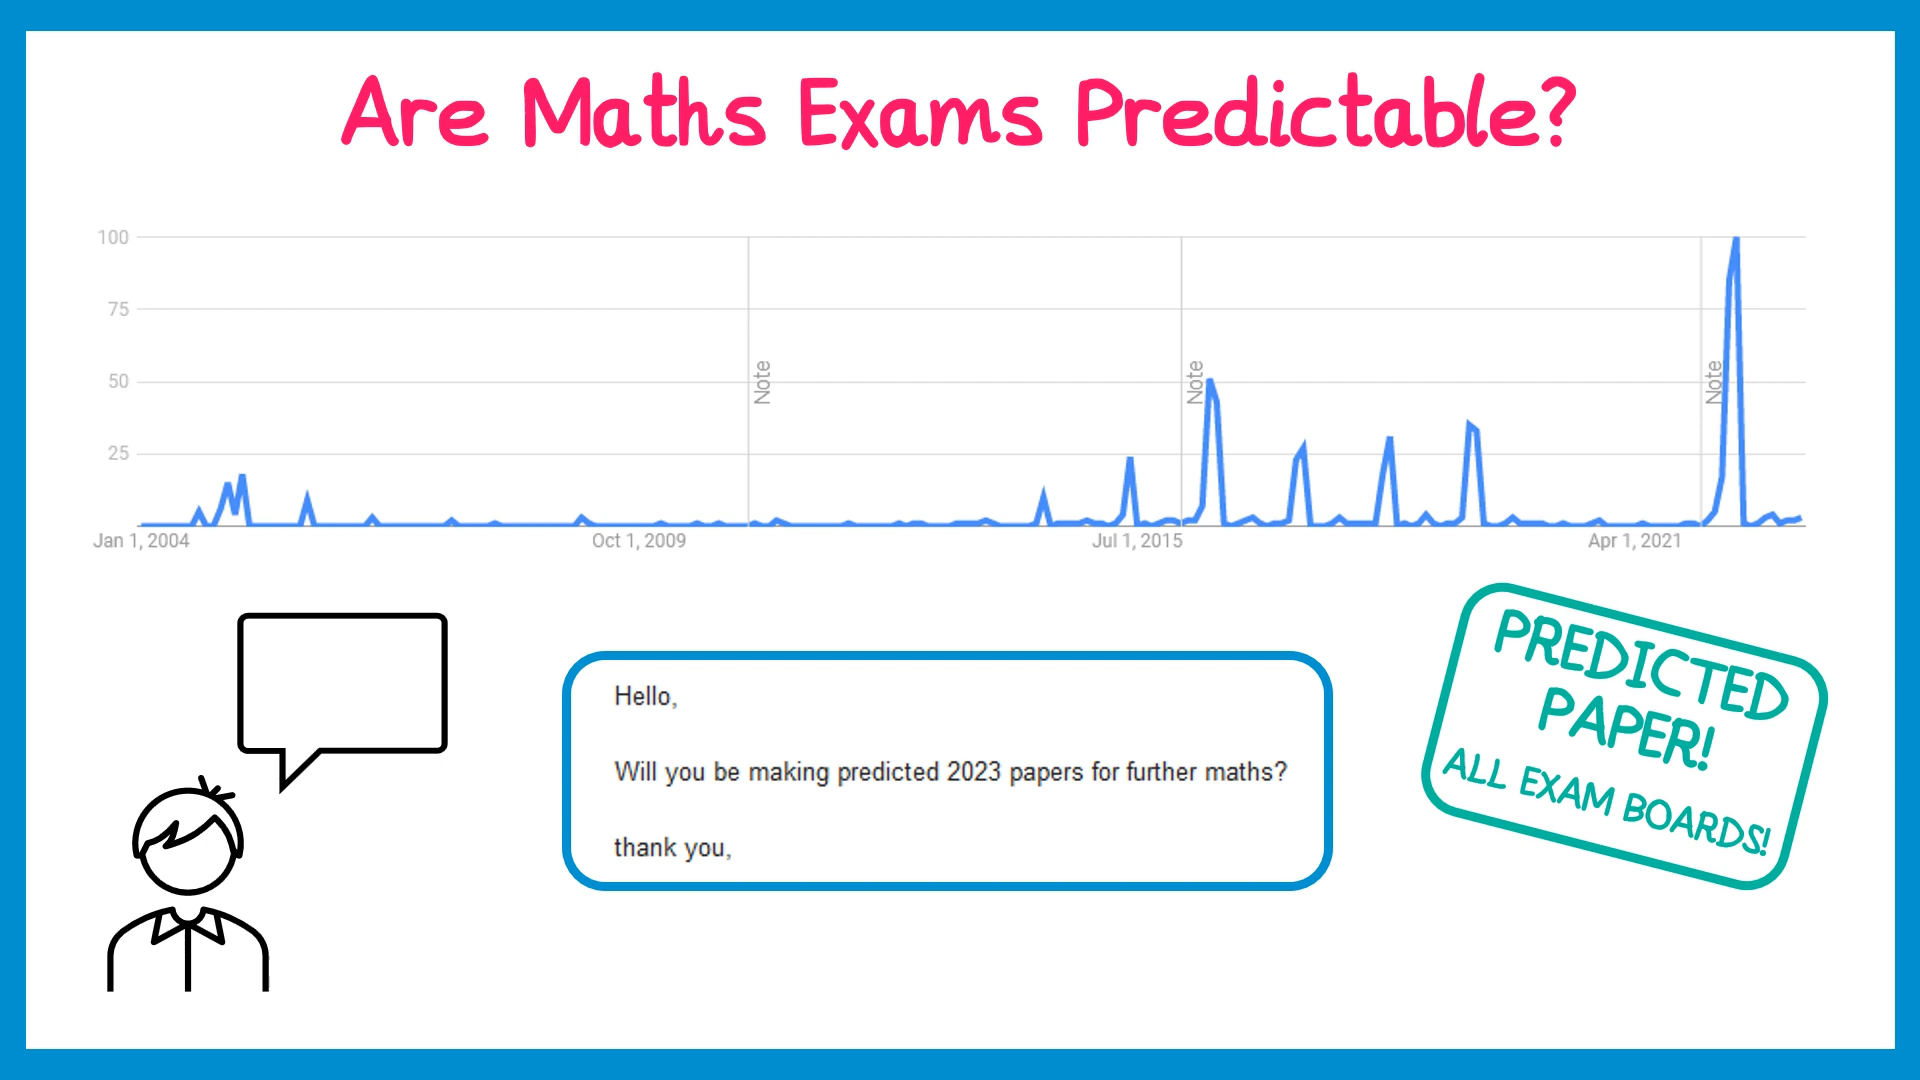 Are Maths Exams Predictable?
100
75
50
25
Note
Note
Note
Jan 1, 2004
Oct 1, 2009
Jul 1, 2015
Apr 1, 2021
Hello,
Will you be making predicted 2023 papers for further maths?
thank you,
PREDICTED
PAPER!
ALL EXAM BOARDS!